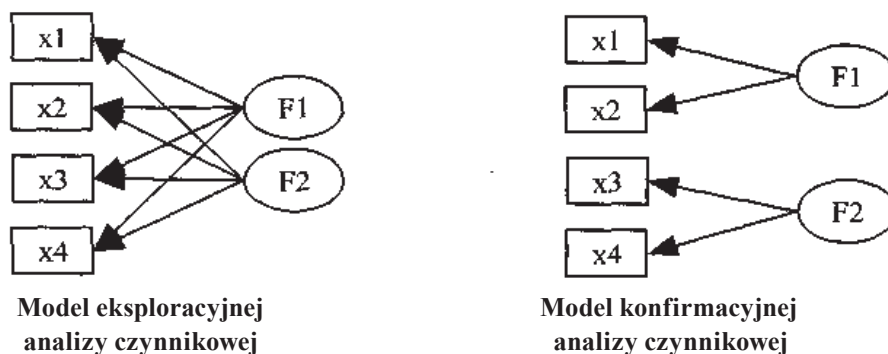 x1
x2
x3
x4
F1
F2
Model eksploracyjnej
analizy czynnikowej
x1
x2
x3
x4
F1
F2
Model konfirmacyjnej
analizy czynnikowej